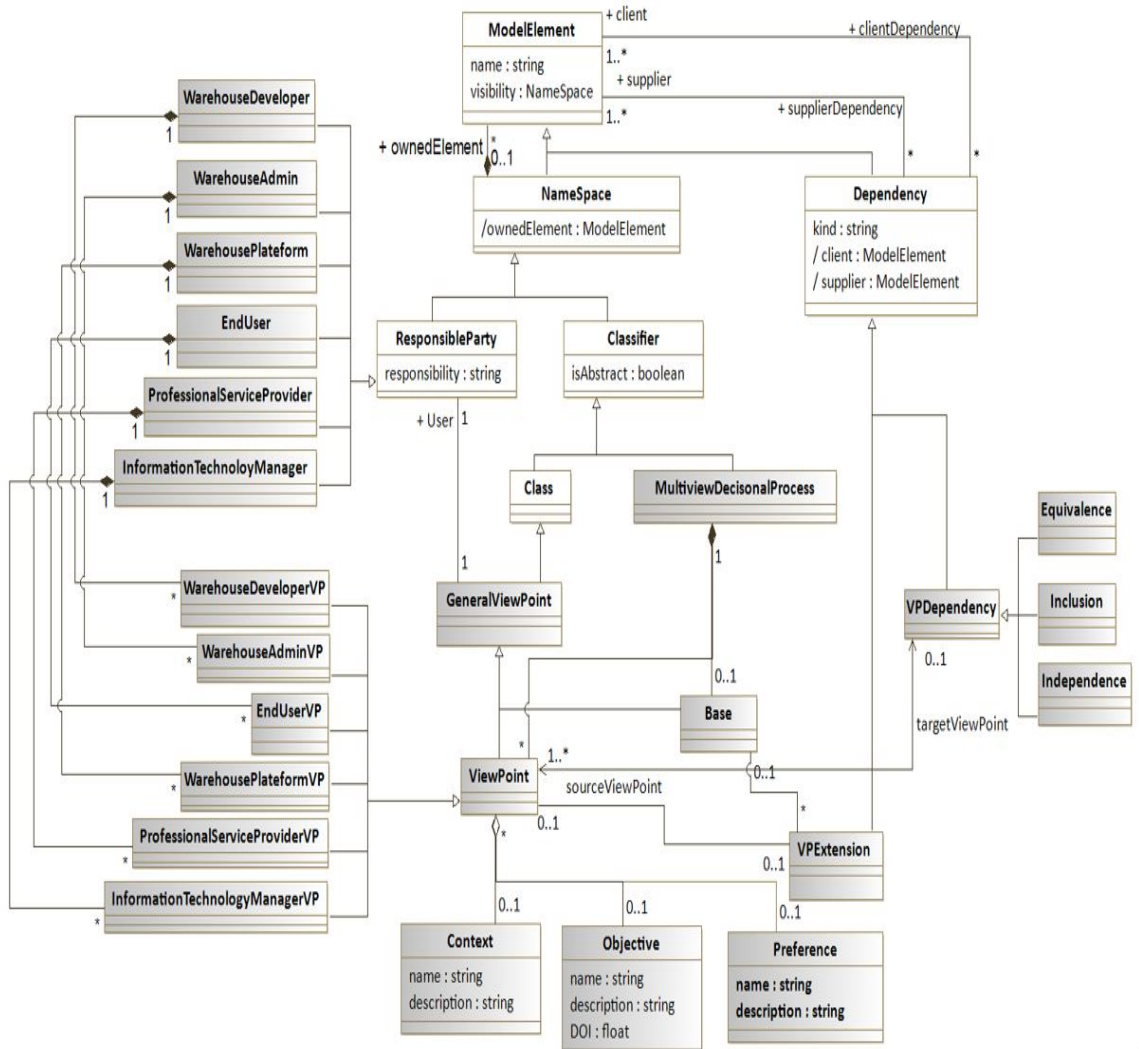 ModelElement
name : string
visibility : NameSpace
+ client
1..*
+ supplier
1..*
+ clientDependency
+ supplierDependency
*
*
+ ownedElement
*
0..1
NameSpace
/ownedElement : ModelElement
Dependency
kind : string
/ client : ModelElement
/ supplier : ModelElement
WarehouseDeveloper
1
WarehouseAdmin
1
WarehousePlateform
1
EndUser
1
ProfessionalServiceProvider
1
InformationTechnoloyManager
1
ResponsibleParty
responsibility : string
Classifier
isAbstract : boolean
+ User
1
1
Class
MultiviewDecisonalProcess
1
GeneralViewPoint
Equivalence
VPDependency
Inclusion
Independence
0..1
targetViewPoint
WarehouseDeveloperVP
*
WarehouseAdminVP
*
EndUserVP
*
WarehousePlateformVP
*
ProfessionalServiceProviderVP
*
InformationTechnologyManagerVP
*
0..1
Base
*
1..*
0..1
ViewPoint
sourceViewPoint
0..1
*
*
VPExtension
0..1
0..1
0..1
0..1
Context
name : string
description : string
Objective
name : string
description : string
DOI : float
Preference
name : string
description : string